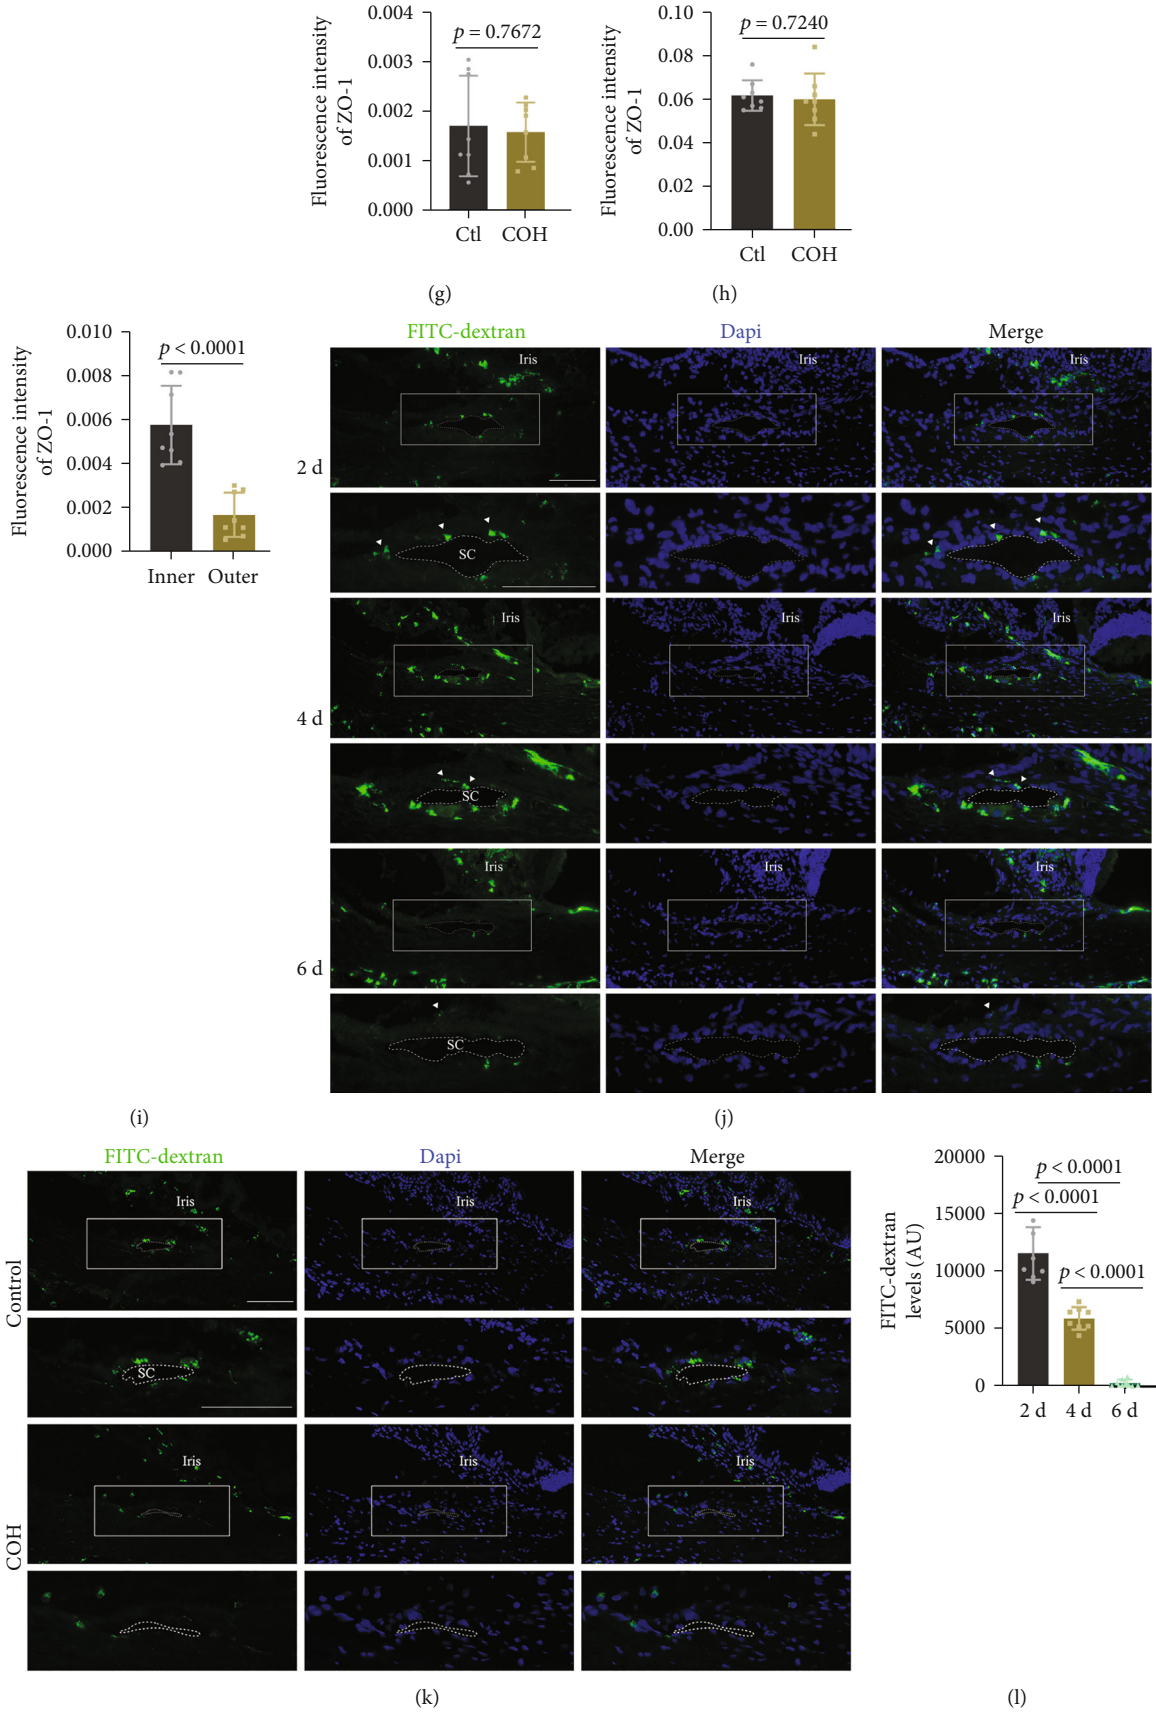 Fluorescence intensity
of ZO-1
0.004
0.003
0.002
0.001
0.000
p = 0.7672
Ctl COH
(g)
Fluorescence intensity
of ZO-1
0.10
0.08
0.06
0.04
0.02
0.00
p = 0.7240
Ctl COH
(h)
Fluorescence intensity
of ZO-1
0.010
0.008
0.006
0.004
0.002
0.000
p < 0.0001
Inner Outer
(i)
FITC-dextran Dapi Merge
Iris Iris Iris
2 d
SC
Iris Iris Iris
4 d
SC
Iris Iris Iris
6 d
SC
(j)
FITC-dextran Dapi Merge
Control
Iris Iris Iris
SC
COH
Iris Iris Iris
(k)
FITC-dextran
levels (AU)
20000
15000
10000
5000
0
p < 0.0001
p < 0.0001
p < 0.0001
2 d 4 d 6 d
(l)